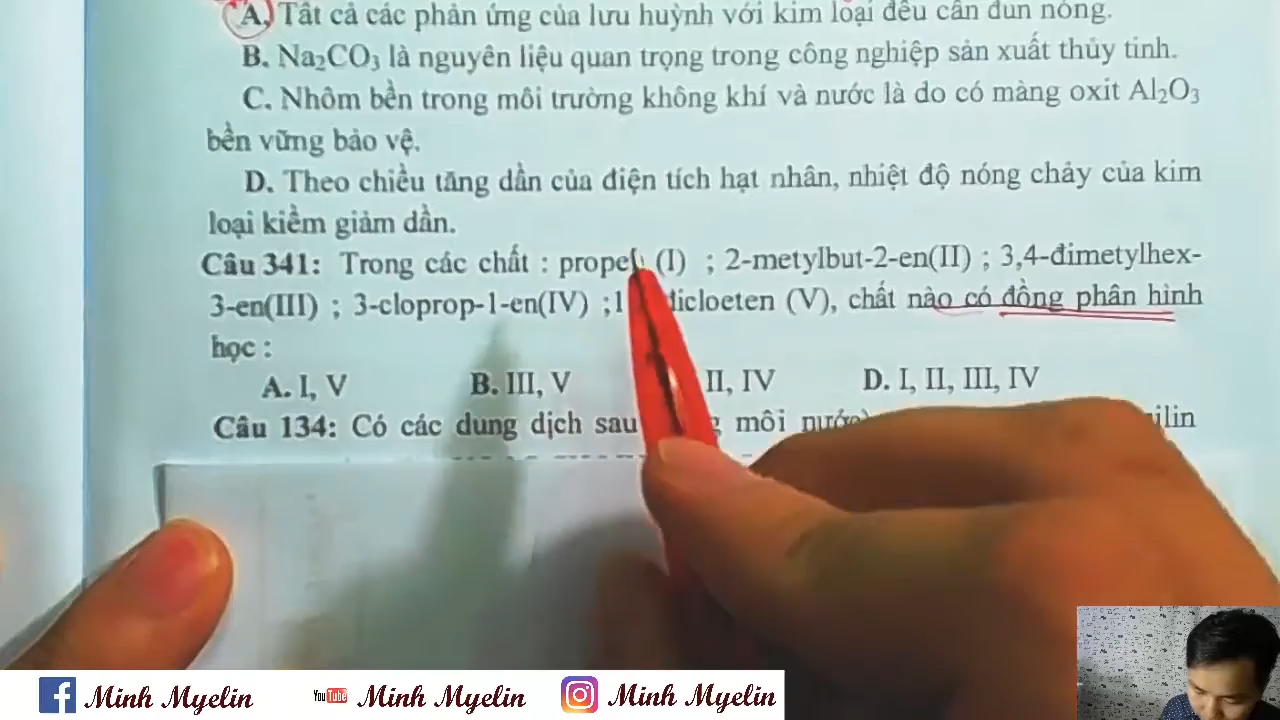 A. Tất cả các phản ứng của lưu huỳnh với kim loại đều cần đun nóng.
B. Na₂CO₃ là nguyên liệu quan trọng trong công nghiệp sản xuất thủy tinh.
C. Nhôm bền trong môi trường không khí và nước là do có màng oxit Al₂O₃
bền vững bảo vệ.
D. Theo chiều tăng dần của điện tích hạt nhân, nhiệt độ nóng chảy của kim
loại kiềm giảm dần.
Câu 341: Trong các chất : (I) ; 2-metylbut-2-en(II) ; 3,4-đimetylhex-
3-en(III) ; 3-cloprop-1-en(IV) ;1 (V), chất nào có đồng phân hình
học :
A. I, V B. III, V II, IV D. I, II, III, IV
Câu 134: Có các dung dịch sau môi
Minh Myelin YouTube Minh Myelin Minh Myelin